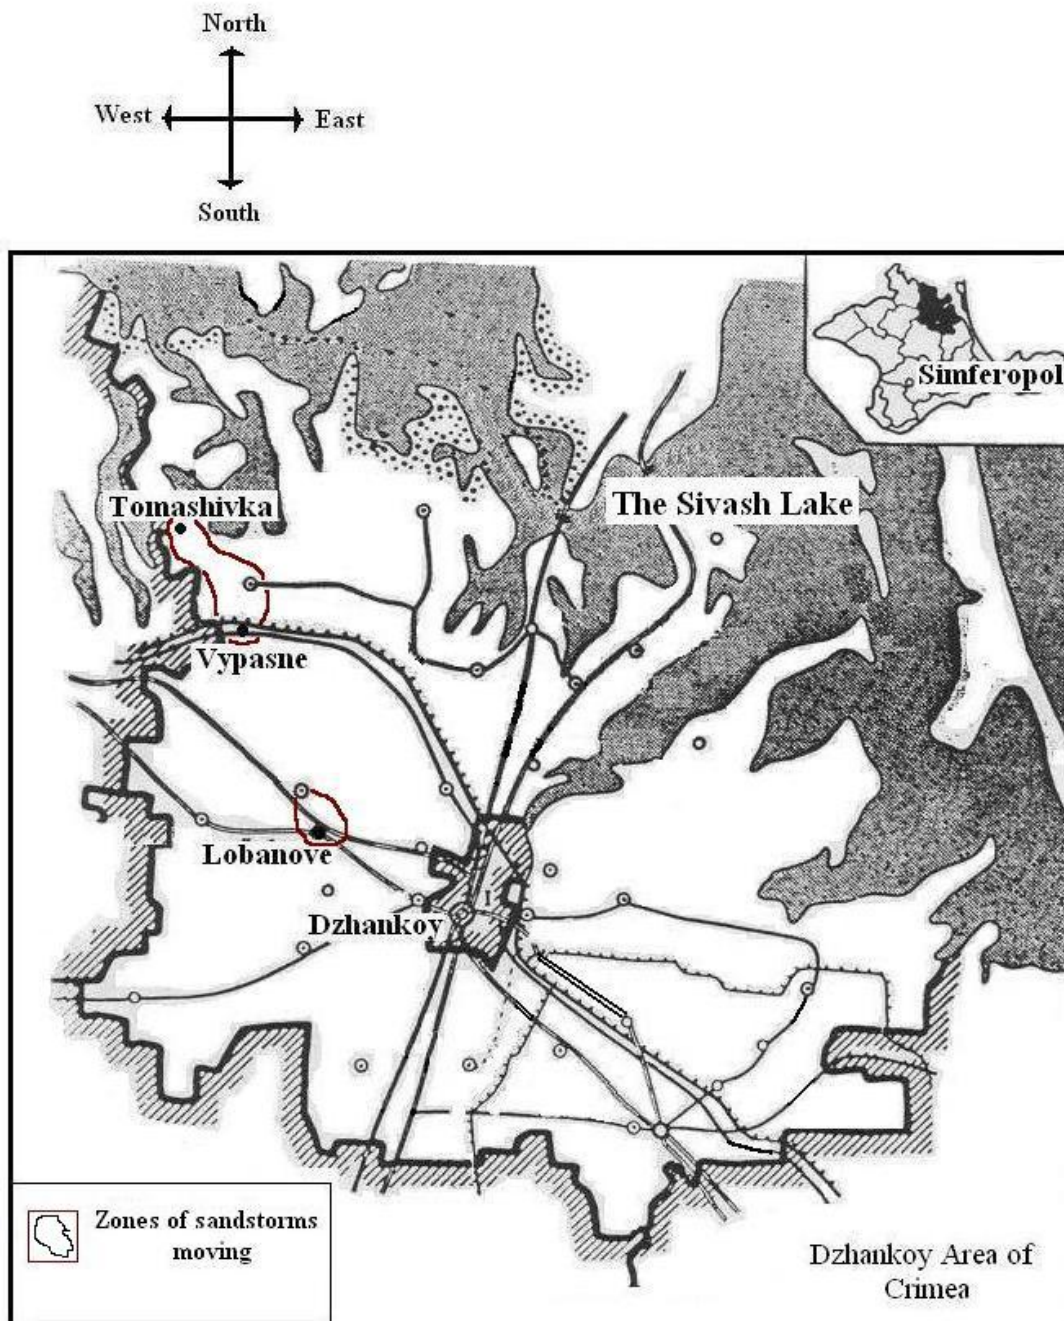 North
West
East
South
Simferopol
Tomashivka
The Sivash Lake
Vypasne
Lobanove
Dzhankoy
I
Zones of sandstorms
moving
Dzhankoy Area of
Crimea